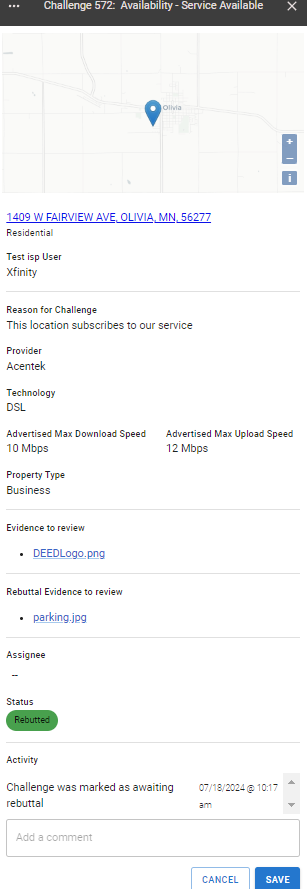 Challenge 572: Availability - Service Available
Olivia
1409 W FAIRVIEW AVE, OLIVIA, MN, 56277
Residential
Test isp User
Xfinity
Reason for Challenge
This location subscribes to our service
Provider
Acentek
Technology
DSL
Advertised Max Download Speed Advertised Max Upload Speed
10 Mbps 12 Mbps
Property Type
Business
Evidence to review
DEEDLogo.png
Rebuttal Evidence to review
parking.jpg
Assignee
--
Status
Rebutted
Activity
Challenge was marked as awaiting 07/18/2024 @ 10:17
rebuttal am
Add a comment
CANCEL SAVE